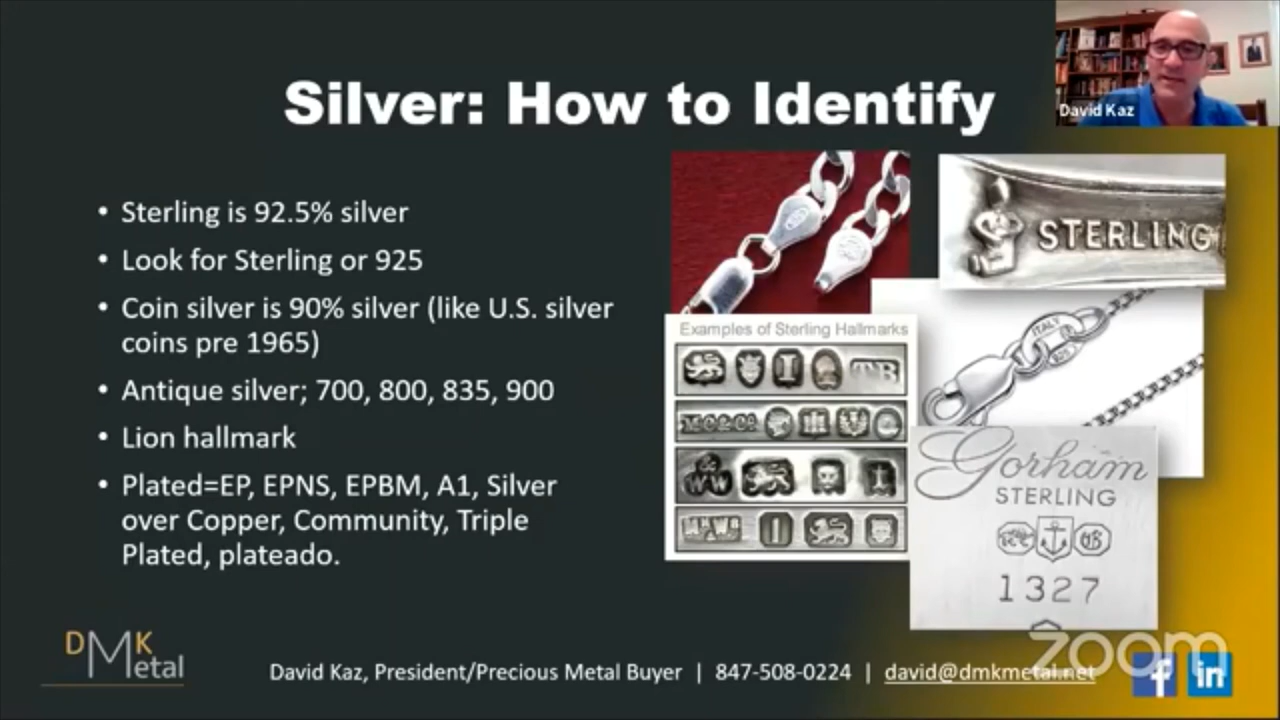 Silver: How to Identify
David Kaz
• Sterling is 92.5% silver
• Look for Sterling or 925
• Coin silver is 90% silver (like U.S. silver
coins pre 1965)
• Antique silver; 700, 800, 835, 900
• Lion hallmark
• Plated=EP, EPNS, EPBM, A1, Silver
over Copper, Community, Triple
Plated, plateado.
STERLING
ITALY
925
Examples of Sterling Hallmarks
I
TB
Gorham
STERLING
1327
DMK
Metal
David Kaz, President/Precious Metal Buyer | 847-508-0224 | david@dmkmetal.net
zoom
f
in